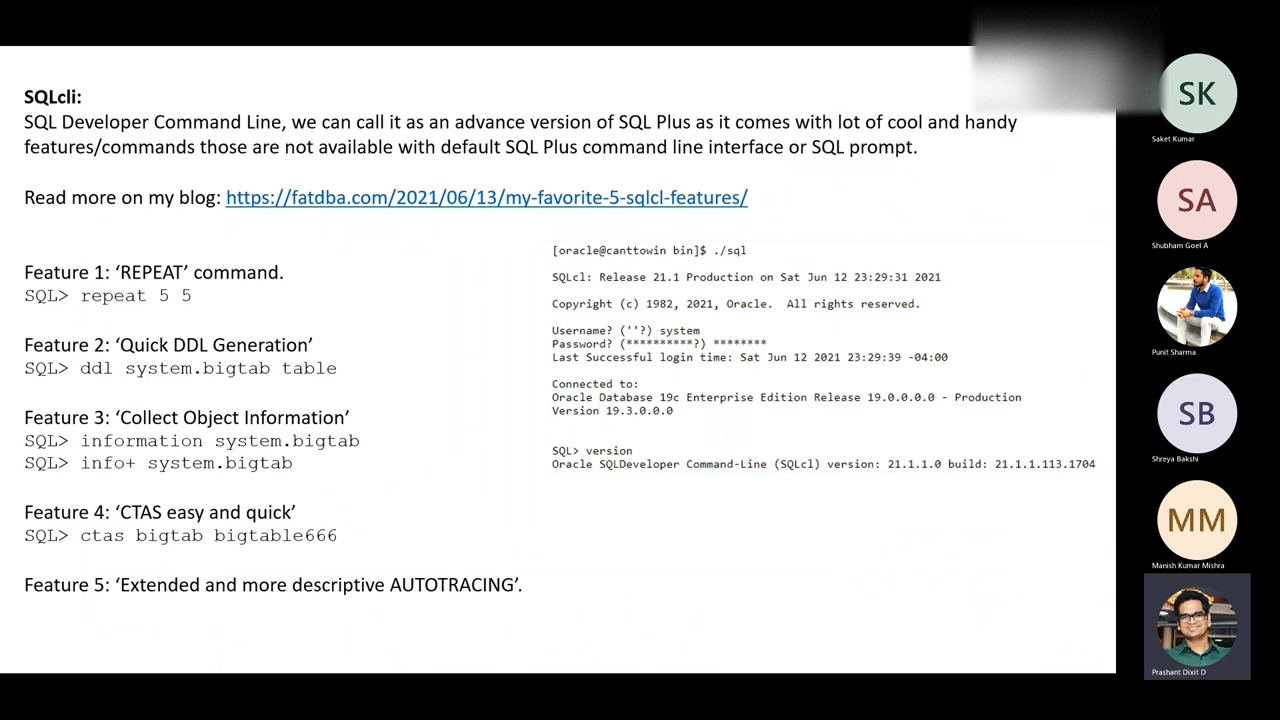 SQLcli:
SQL Developer Command Line, we can call it as an advance version of SQL Plus as it comes with lot of cool and handy
features/commands those are not available with default SQL Plus command line interface or SQL prompt.
Read more on my blog: https://fatdba.com/2021/06/13/my-favorite-5-sqlcl-features/
Feature 1: ‘REPEAT’ command.
SQL> repeat 5 5
Feature 2: ‘Quick DDL Generation’
SQL> ddl system.bigtab table
Feature 3: ‘Collect Object Information’
SQL> information system.bigtab
SQL> info+ system.bigtab
Feature 4: ‘CTAS easy and quick’
SQL> ctas bigtab bigtable666
Feature 5: ‘Extended and more descriptive AUTOTRACING’.
[oracle@canttowin bin]$ ./sql
SQLcl: Release 21.1 Production on Sat Jun 12 23:29:31 2021
Copyright (c) 1982, 2021, Oracle.  All rights reserved.
Username? (''?) system
Password? (**********?) ********
Last Successful login time: Sat Jun 12 2021 23:29:39 -04:00
Connected to:
Oracle Database 19c Enterprise Edition Release 19.0.0.0.0 - Production
Version 19.3.0.0.0
SQL> version
Oracle SQLDeveloper Command-Line (SQLcl) version: 21.1.1.0 build: 21.1.1.113.1704
SK
Saket Kumar
SA
Shubham Goel A
Punit Sharma
SB
Shreya Bakshi
MM
Manish Kumar Mishra
Prashant Dixit D